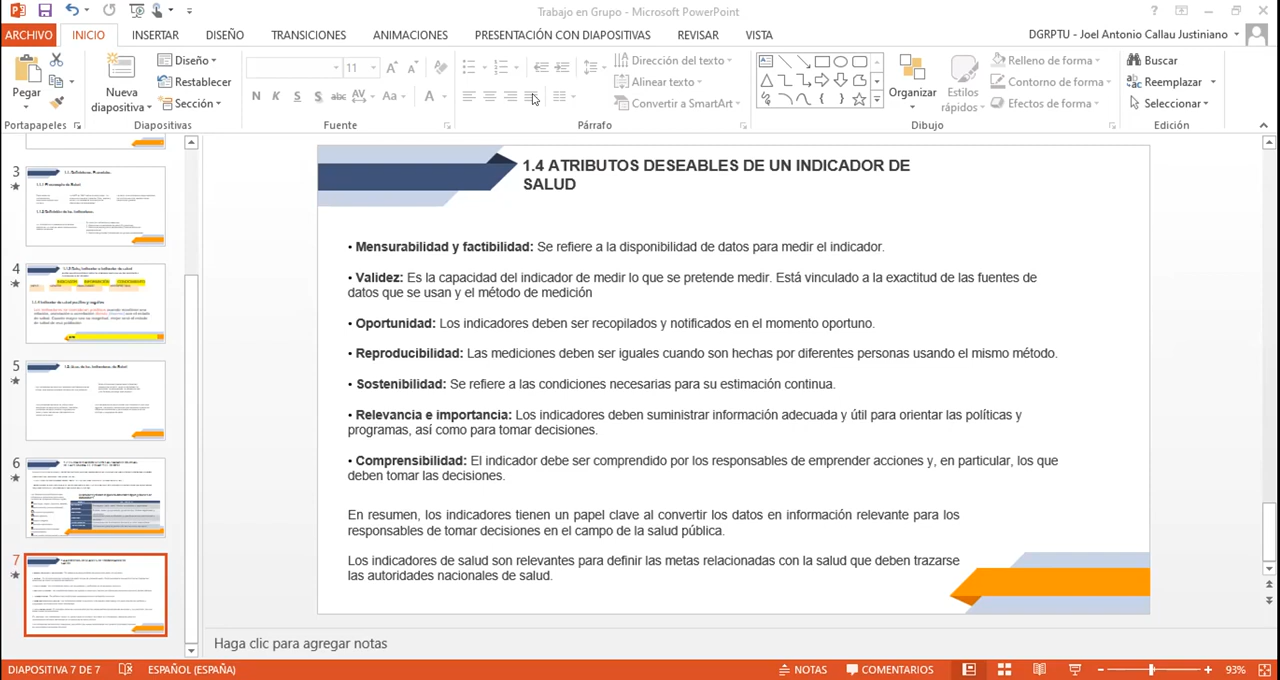 Trabajo en Grupo - Microsoft PowerPoint
ARCHIVO INICIO INSERTAR DISEÑO TRANSICIONES ANIMACIONES PRESENTACIÓN CON DIAPOSITIVAS REVISAR VISTA DGRPTU - Joel Antonio Callau Justiniano
Pegar
Nueva diapositiva
Diseño
Restablecer
Sección
11
N K S S abc AV Aa A
Dirección del texto
Alinear texto
Convertir a SmartArt
Organizar
Estilos rápidos
Relleno de forma
Contorno de forma
Efectos de forma
Buscar
Reemplazar
Seleccionar
Portapapeles Diapositivas Fuente Párrafo Dibujo Edición
3
4
5
6
7
1.4 ATRIBUTOS DESEABLES DE UN INDICADOR DE
SALUD
• Mensurabilidad y factibilidad: Se refiere a la disponibilidad de datos para medir el indicador.
• Validez: Es la capacidad del indicador de medir lo que se pretende medir. Está vinculado a la exactitud de las fuentes de
datos que se usan y el método de medición
• Oportunidad: Los indicadores deben ser recopilados y notificados en el momento oportuno.
• Reproducibilidad: Las mediciones deben ser iguales cuando son hechas por diferentes personas usando el mismo método.
• Sostenibilidad: Se refiere a las condiciones necesarias para su estimación continua.
• Relevancia e importancia: Los indicadores deben suministrar información adecuada y útil para orientar las políticas y
programas, así como para tomar decisiones.
• Comprensibilidad: El indicador debe ser comprendido por los responsables de emprender acciones y, en particular, los que
deben tomar las decisiones.
En resumen, los indicadores tienen un papel clave al convertir los datos en información relevante para los
responsables de tomar decisiones en el campo de la salud pública.
Los indicadores de salud son relevantes para definir las metas relacionadas con la salud que deben trazarse
las autoridades nacionales de salud.
Haga clic para agregar notas
DIAPOSITIVA 7 DE 7 ESPAÑOL (ESPAÑA) NOTAS COMENTARIOS 93%